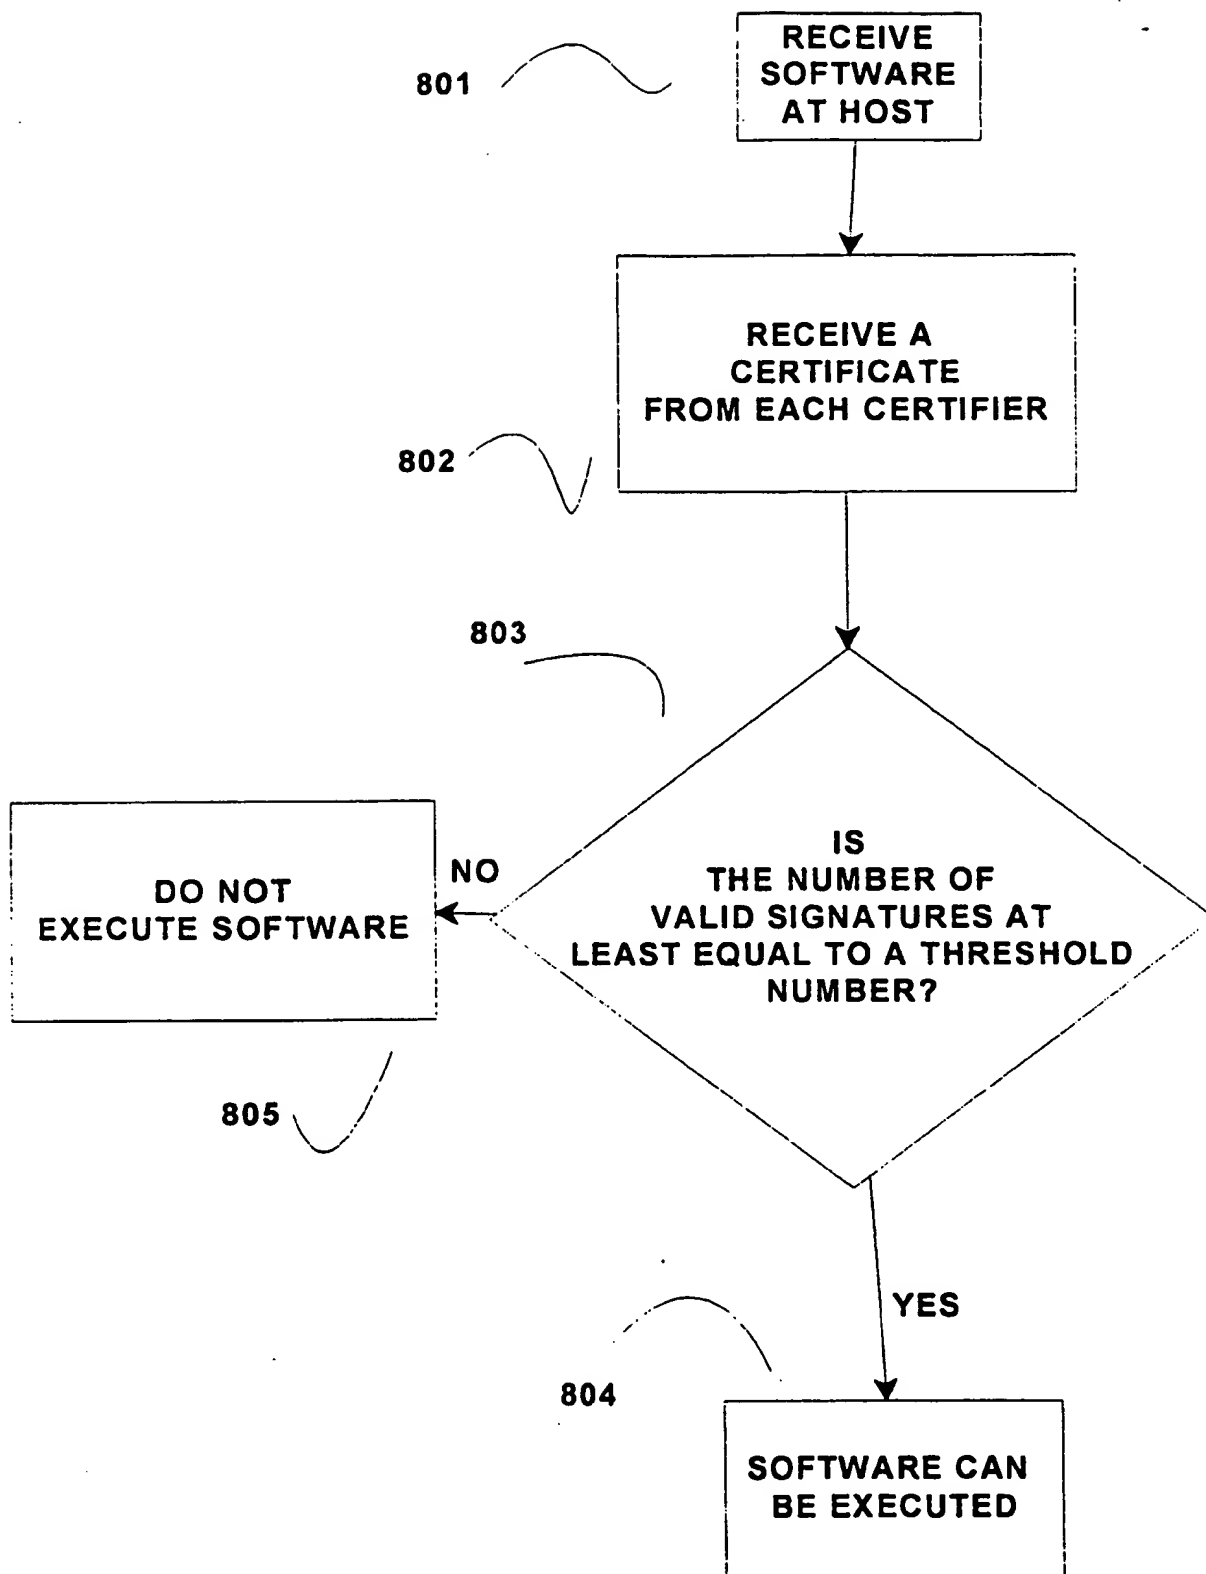 RECEIVE
SOFTWARE
AT HOST
801
RECEIVE A
CERTIFICATE
FROM EACH CERTIFIER
802
803
IS
THE NUMBER OF
VALID SIGNATURES AT
LEAST EQUAL TO A THRESHOLD
NUMBER?
NO
DO NOT
EXECUTE SOFTWARE
805
YES
804
SOFTWARE CAN
BE EXECUTED